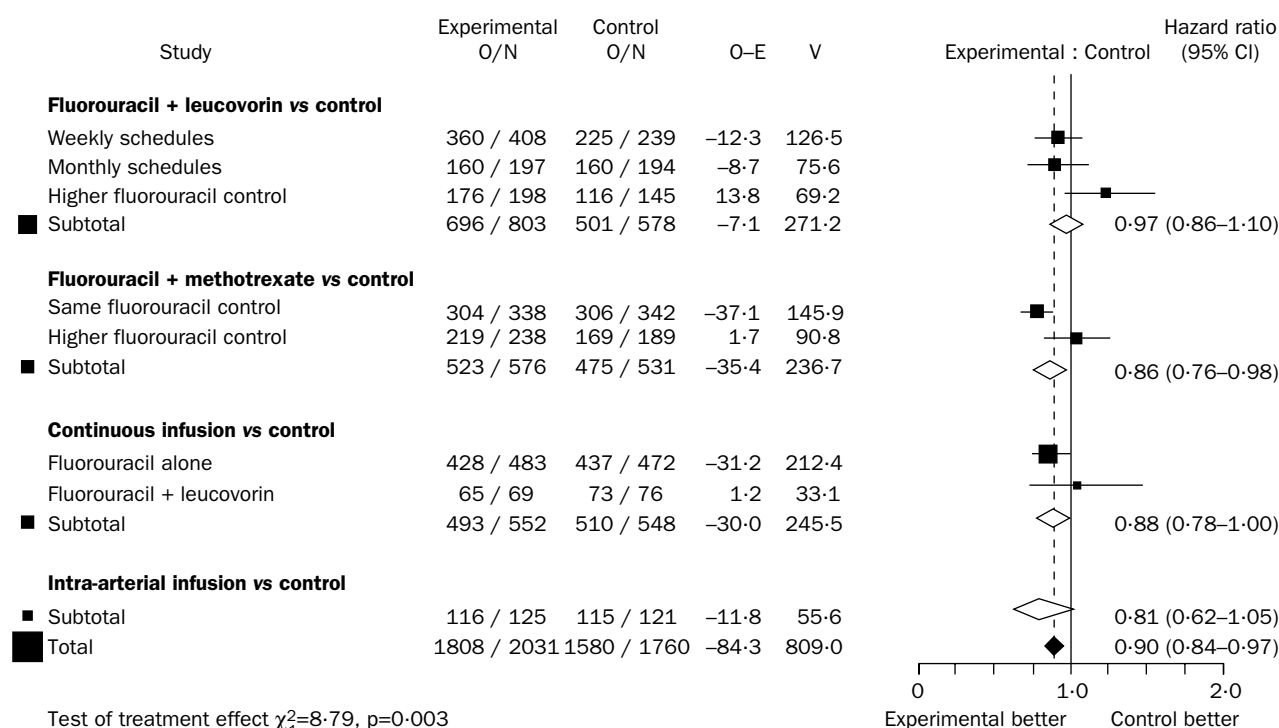 Experimental Control Hazard ratio
Study O/N O/N O–E V Experimental : Control (95% CI)
Fluorouracil + leucovorin vs control
Weekly schedules 360 / 408 225 / 239 –12·3 126·5
Monthly schedules 160 / 197 160 / 194 –8·7 75·6
Higher fluorouracil control 176 / 198 116 / 145 13·8 69·2
Subtotal 696 / 803 501 / 578 –7·1 271·2 0·97 (0·86–1·10)
Fluorouracil + methotrexate vs control
Same fluorouracil control 304 / 338 306 / 342 –37·1 145·9
Higher fluorouracil control 219 / 238 169 / 189 1·7 90·8
Subtotal 523 / 576 475 / 531 –35·4 236·7 0·86 (0·76–0·98)
Continuous infusion vs control
Fluorouracil alone 428 / 483 437 / 472 –31·2 212·4
Fluorouracil + leucovorin 65 / 69 73 / 76 1·2 33·1
Subtotal 493 / 552 510 / 548 –30·0 245·5 0·88 (0·78–1·00)
Intra-arterial infusion vs control
Subtotal 116 / 125 115 / 121 –11·8 55·6 0·81 (0·62–1·05)
Total 1808 / 2031 1580 / 1760 –84·3 809·0 0·90 (0·84–0·97)
0 1·0 2·0
Test of treatment effect χ²=8·79, p=0·003 Experimental better Control better